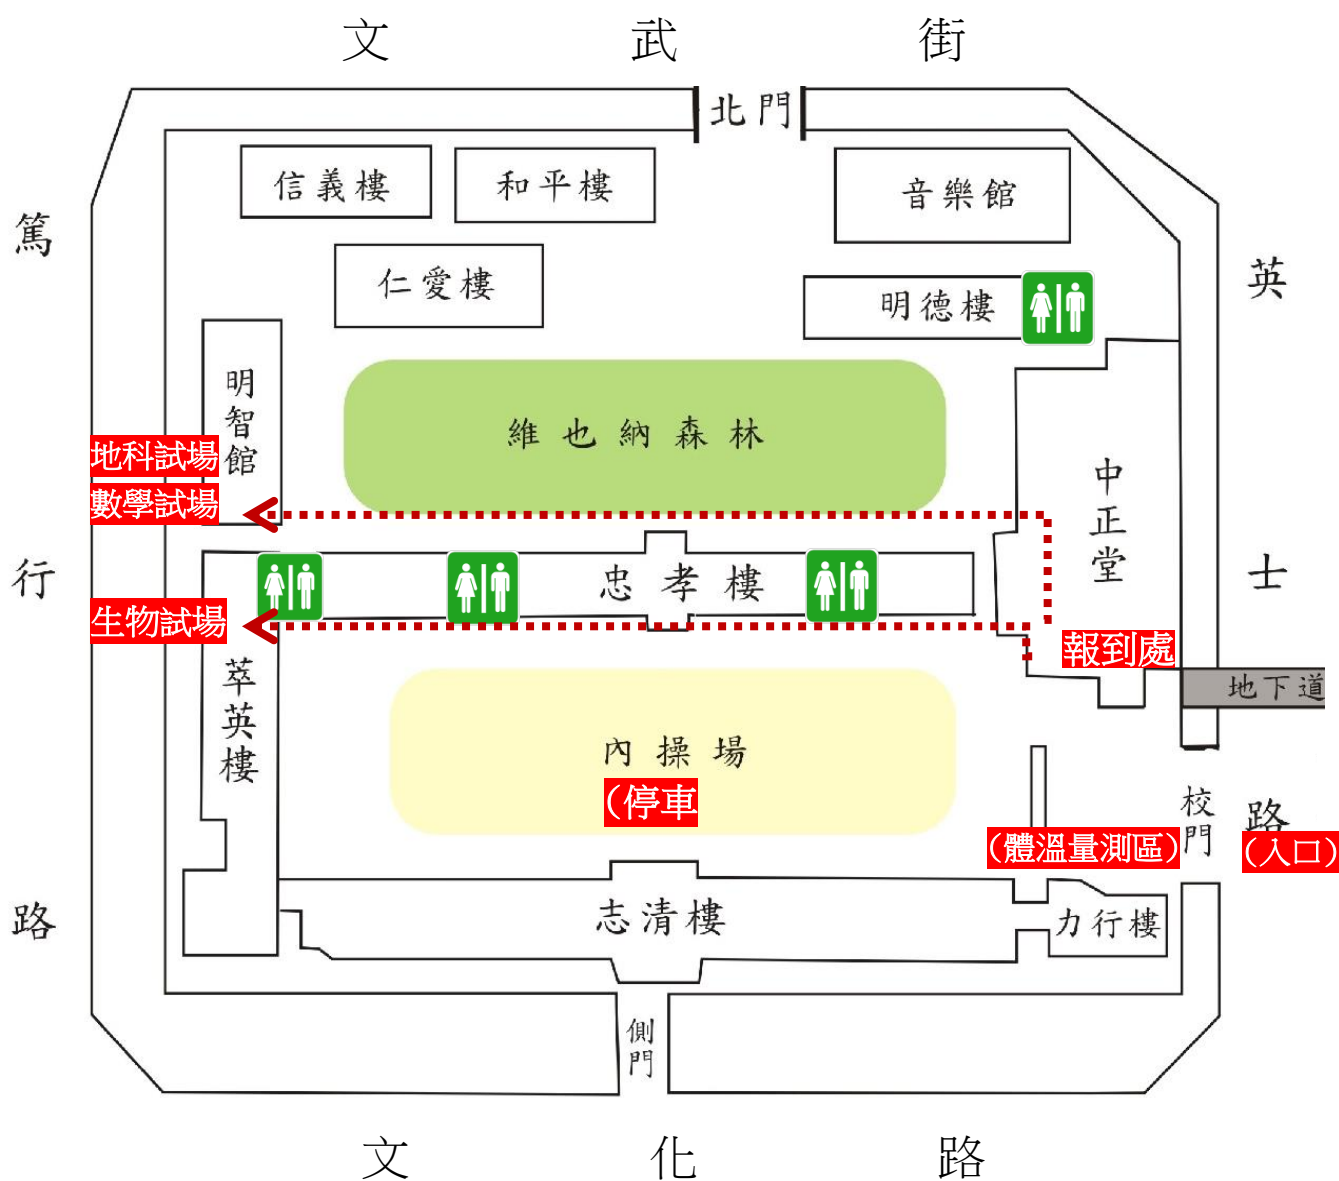 文武街
北門
信義樓
和平樓
音樂館
篤行路
英士路
仁愛樓
明德樓
明智館
維也納森林
地科試場
數學試場
中正堂
忠孝樓
生物試場
報到處
萃英樓
地下道
內操場
(停車
校門
(體溫量測區)
(入口)
志清樓
力行樓
側門
文化路